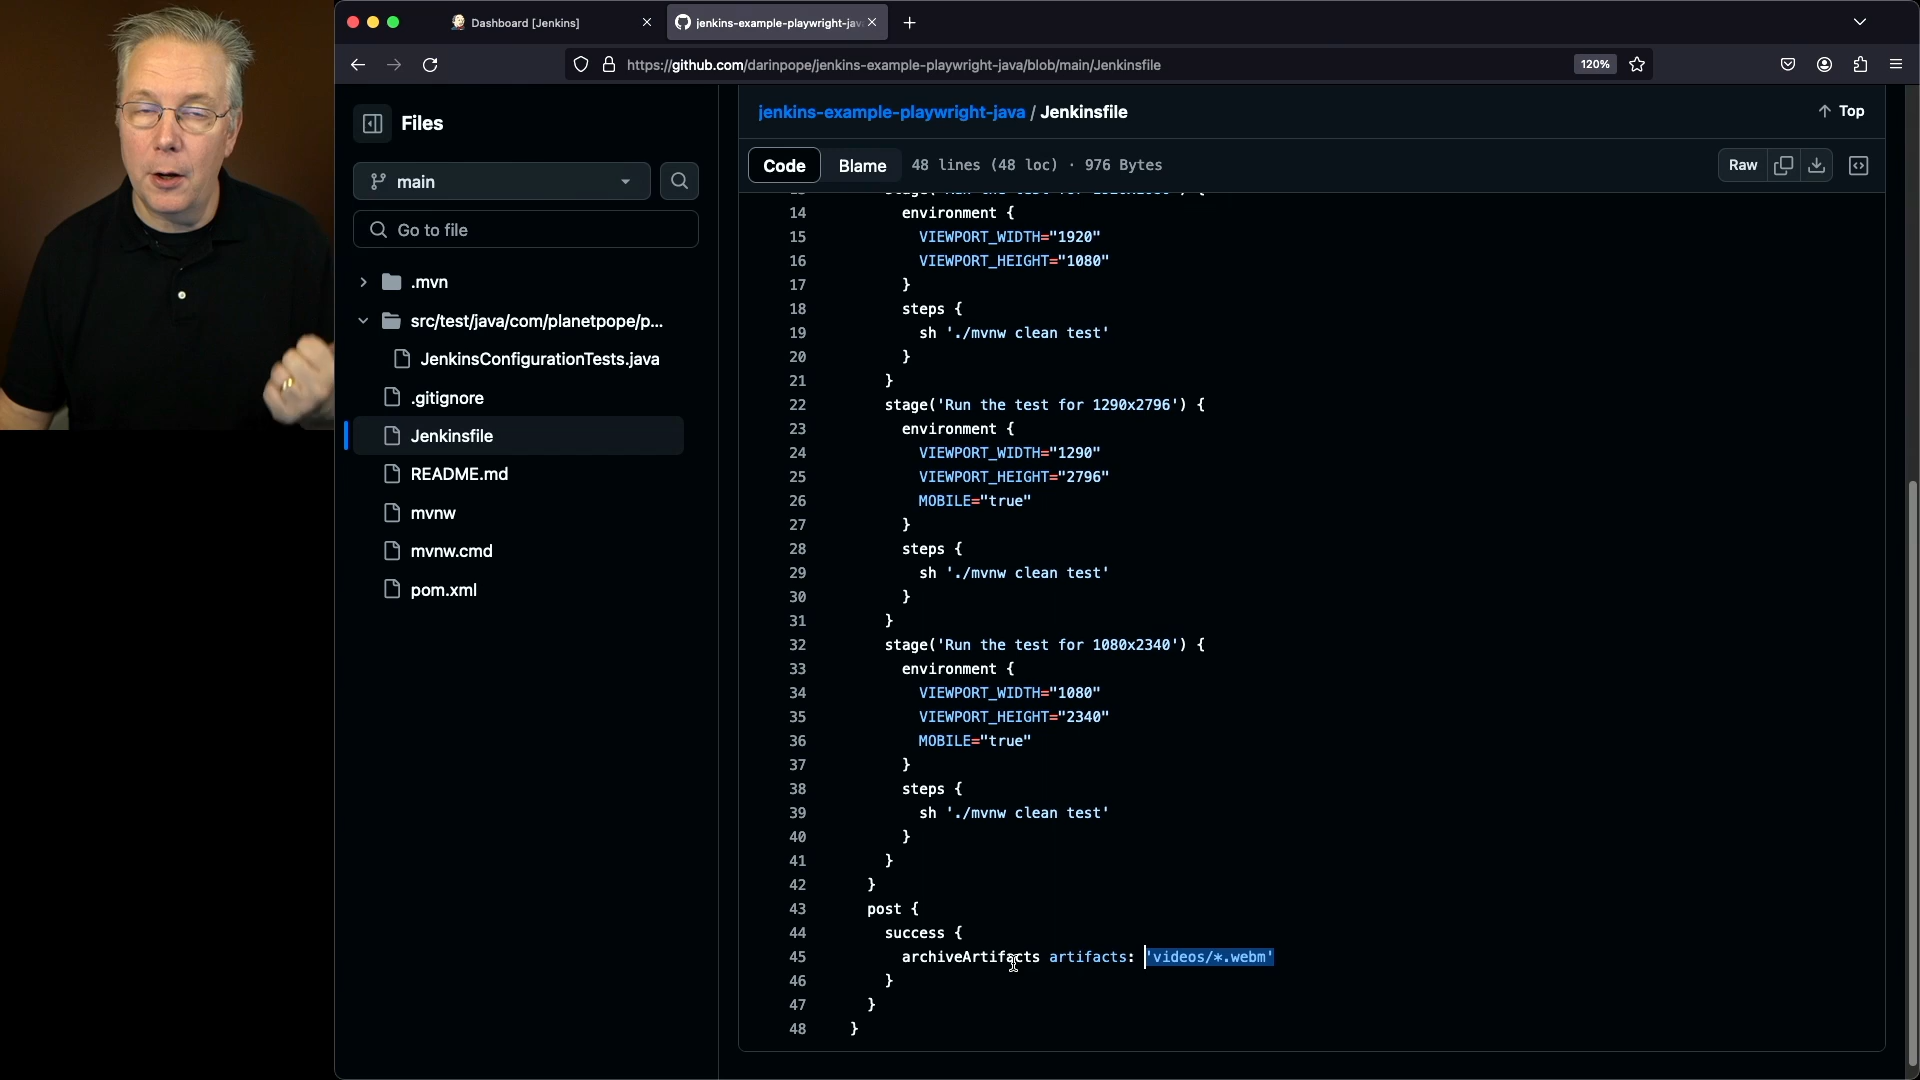 Dashboard [Jenkins]
jenkins-example-playwright-jav
https://github.com/darinpope/jenkins-example-playwright-java/blob/main/Jenkinsfile
120%
Files
main
Go to file
.mvn
src/test/java/com/planetpope/p...
JenkinsConfigurationTests.java
.gitignore
Jenkinsfile
README.md
mvnw
mvnw.cmd
pom.xml
jenkins-example-playwright-java / Jenkinsfile
Top
Code
Blame
48 lines (48 loc) · 976 Bytes
Raw
14 environment {
15 VIEWPORT_WIDTH="1920"
16 VIEWPORT_HEIGHT="1080"
17 }
18 steps {
19 sh './mvnw clean test'
20 }
21 }
22 stage('Run the test for 1290x2796') {
23 environment {
24 VIEWPORT_WIDTH="1290"
25 VIEWPORT_HEIGHT="2796"
26 MOBILE="true"
27 }
28 steps {
29 sh './mvnw clean test'
30 }
31 }
32 stage('Run the test for 1080x2340') {
33 environment {
34 VIEWPORT_WIDTH="1080"
35 VIEWPORT_HEIGHT="2340"
36 MOBILE="true"
37 }
38 steps {
39 sh './mvnw clean test'
40 }
41 }
42 }
43 post {
44 success {
45 archiveArtifacts artifacts: 'videos/*.webm'
46 }
47 }
48 }